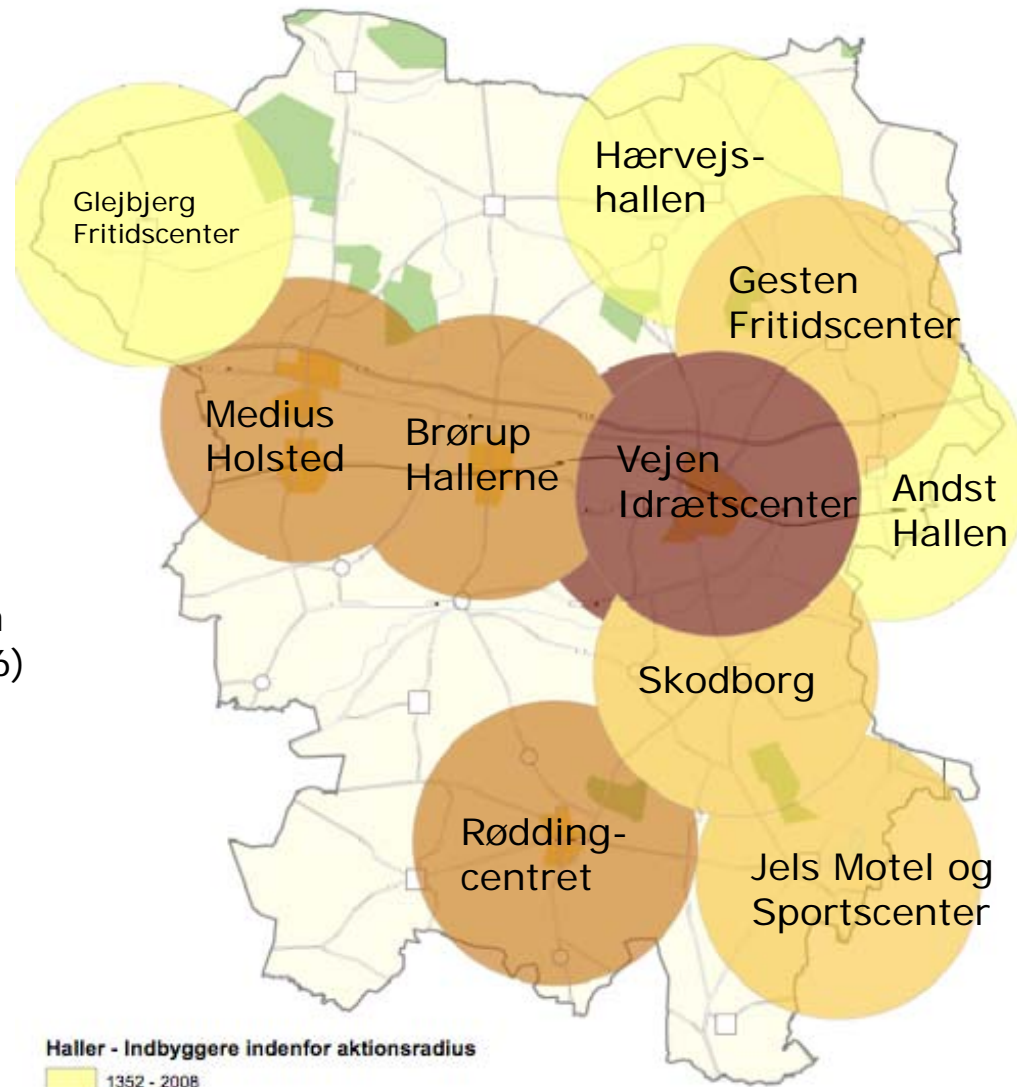 Hærvejs-
hallen
Glejbjerg
Fritidscenter
Gesten
Fritidscenter
Medius
Holsted
Brørup
Hallerne
Vejen
Idrætscenter
Andst
Hallen
%)
Skodborg
Rødding-
centret
Jels Motel og
Sportscenter
Haller - Indbyggere indenfor aktionsradius
1352 - 2008